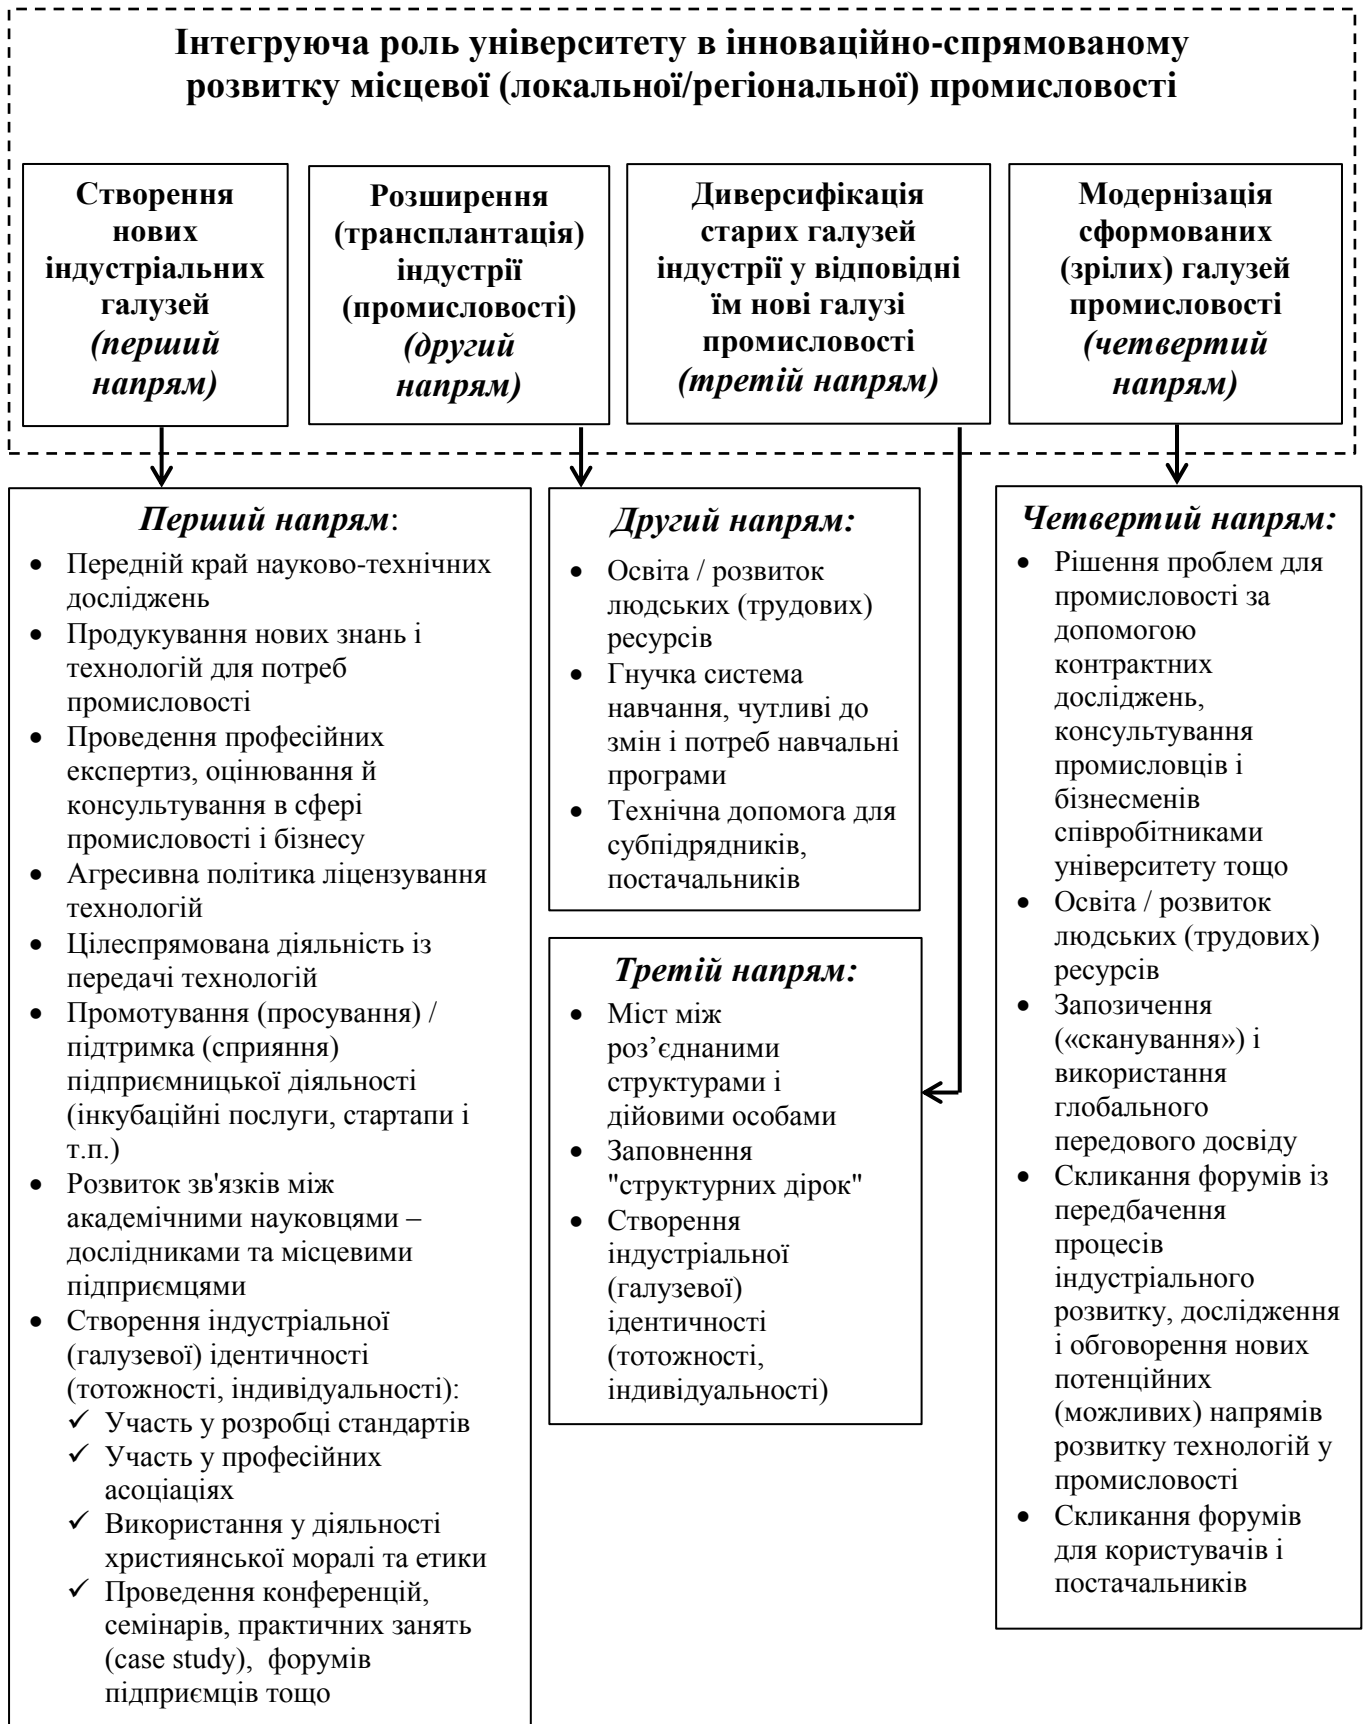 Інтегруюча роль університету в інноваційно-спрямованому
розвитку місцевої (локальної/регіональної) промисловості
Створення
нових
індустріальних
галузей
(перший
напрям)
Розширення
(трансплантація)
індустрії
(промисловості)
(другий
напрям)
Диверсифікація
старих галузей
індустрії у відповідні
їм нові галузі
промисловості
(третій напрям)
Модернізація
сформованих
(зрілих) галузей
промисловості
(четвертий
напрям)
Перший напрям:
• Передній край науково-технічних
досліджень
• Продукування нових знань і
технологій для потреб
промисловості
• Проведення професійних
експертиз, оцінювання й
консультування в сфері
промисловості і бізнесу
• Агресивна політика ліцензування
технологій
• Цілеспрямована діяльність із
передачі технологій
• Промотування (просування) /
підтримка (сприяння)
підприємницької діяльності
(інкубаційні послуги, стартапи і
т.п.)
• Розвиток зв'язків між
академічними науковцями –
дослідниками та місцевими
підприємцями
• Створення індустріальної
(галузевої) ідентичності
(тотожності, індивідуальності):
✓ Участь у розробці стандартів
✓ Участь у професійних
асоціаціях
✓ Використання у діяльності
християнської моралі та етики
✓ Проведення конференцій,
семінарів, практичних занять
(case study), форумів
підприємців тощо
Другий напрям:
• Освіта / розвиток
людських (трудових)
ресурсів
• Гнучка система
навчання, чутливі до
змін і потреб навчальні
програми
• Технічна допомога для
субпідрядників,
постачальників
Третій напрям:
• Міст між
роз’єднаними
структурами і
дійовими особами
• Заповнення
"структурних дірок"
• Створення
індустріальної
(галузевої)
ідентичності
(тотожності,
індивідуальності)
Четвертий напрям:
• Рішення проблем для
промисловості за
допомогою
контрактних
досліджень,
консультування
промисловців і
бізнесменів
співробітниками
університету тощо
• Освіта / розвиток
людських (трудових)
ресурсів
• Запозичення
(«сканування») і
використання
глобального
передового досвіду
• Скликання форумів із
передбачення
процесів
індустріального
розвитку, дослідження
і обговорення нових
потенційних
(можливих) напрямів
розвитку технологій у
промисловості
• Скликання форумів
для користувачів і
постачальників